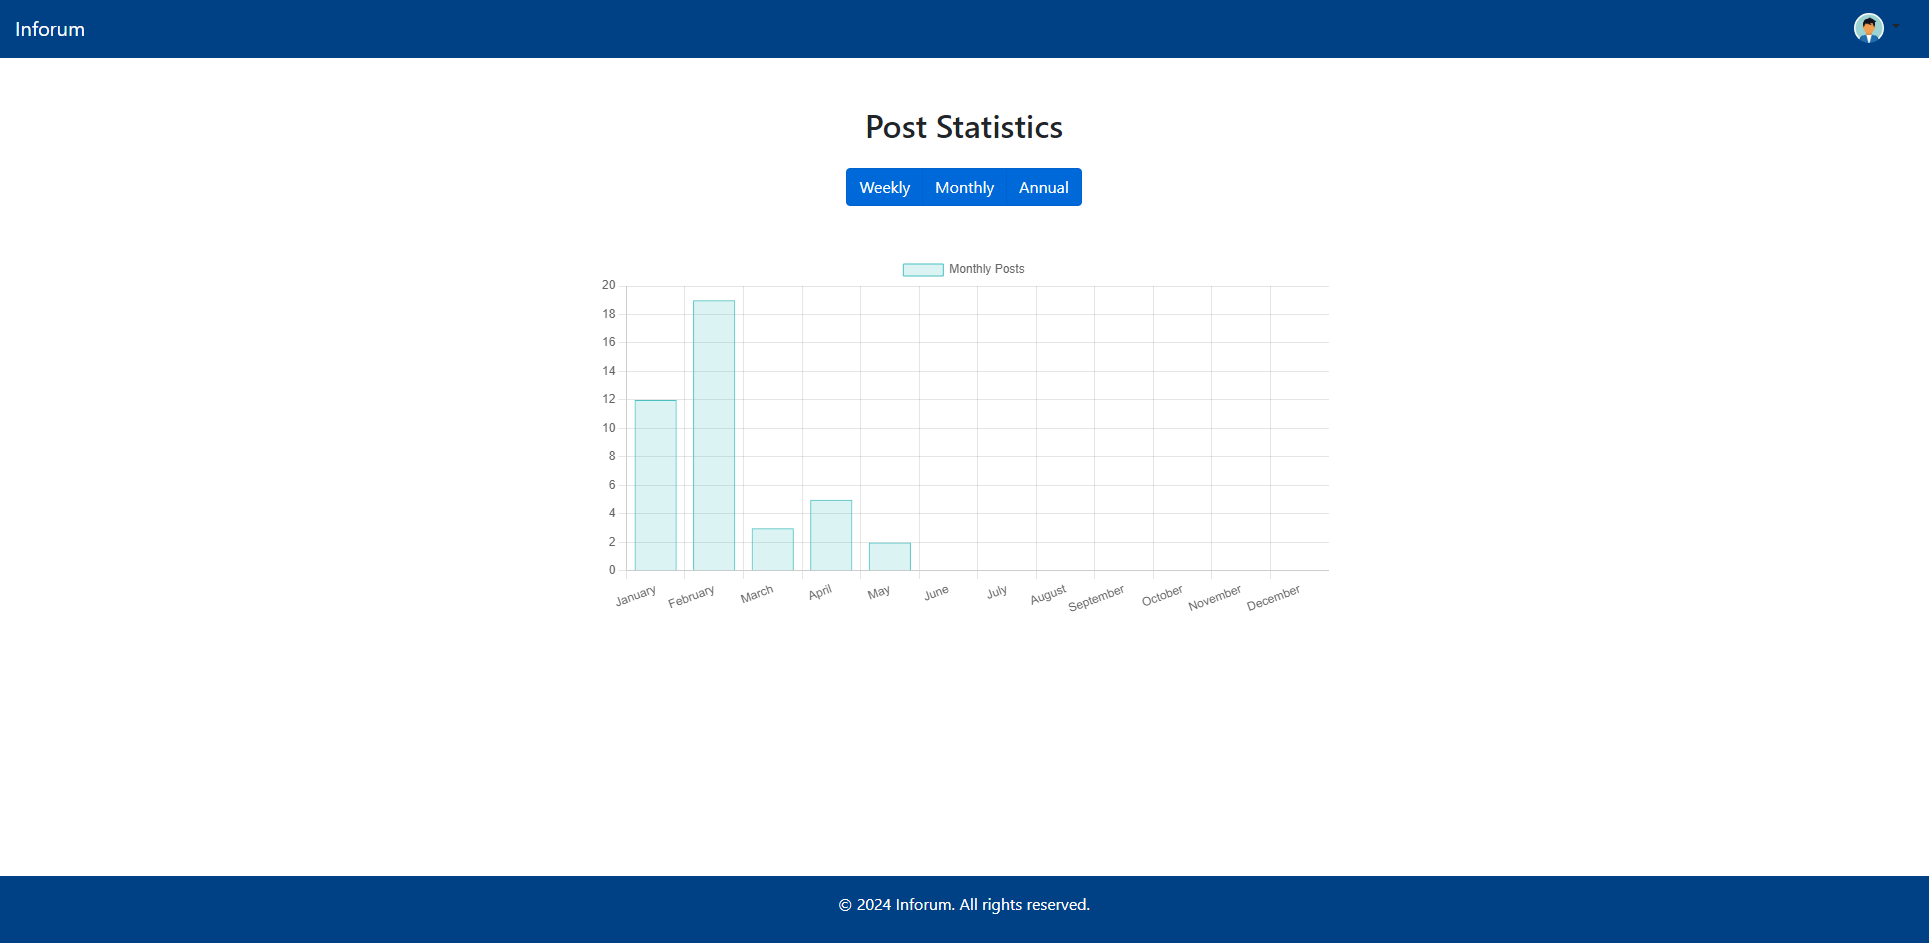 Inforum
Post Statistics
Weekly Monthly Annual
Monthly Posts
20
18
16
14
12
10
8
6
4
2
0
January February March April May June July August September October November December
© 2024 Inforum. All rights reserved.